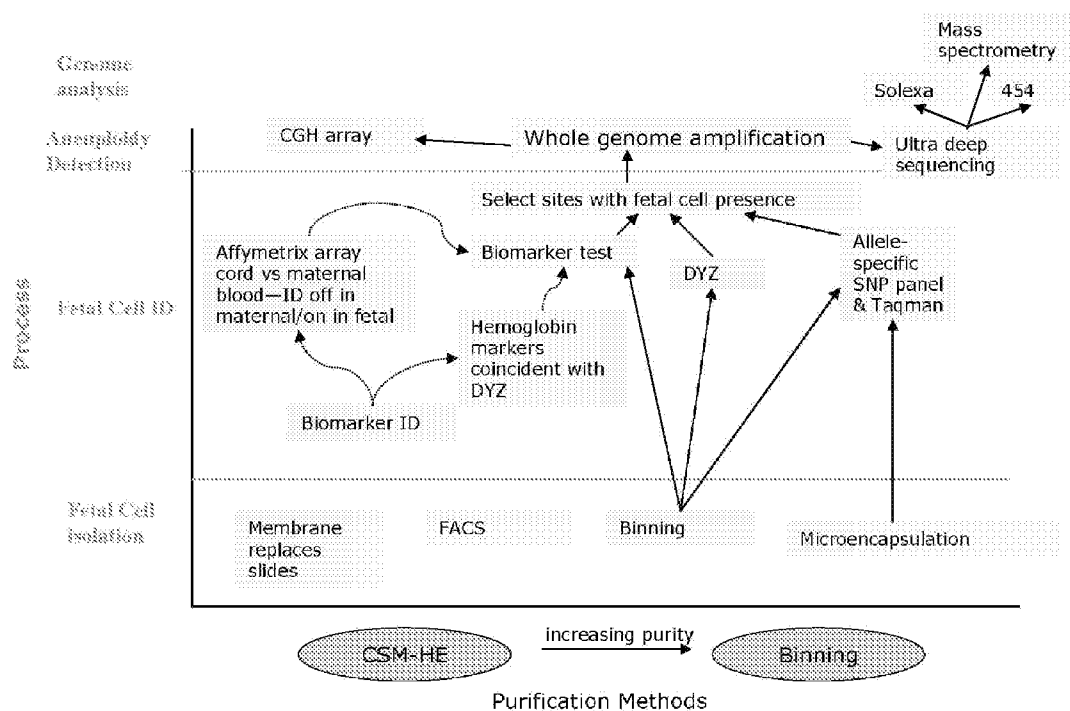 Mass
spectrometry
Genome
analysis
Solexa
454
Aneuploidy
Detection
CGH array
Whole genome amplification
Ultra deep
sequencing
Select sites with fetal cell presence
Affymetrix array
cord vs maternal
blood—ID off in
maternal/on in fetal
Biomarker test
DYZ
Allele-
specific
SNP panel
& Taqman
Process
Fetal Cell ID
Hemoglobin
markers
coincident with
DYZ
Biomarker ID
Fetal Cell
isolation
Membrane
replaces
slides
FACS
Binning
Microencapsulation
CSM-HE
increasing purity
Binning
Purification Methods